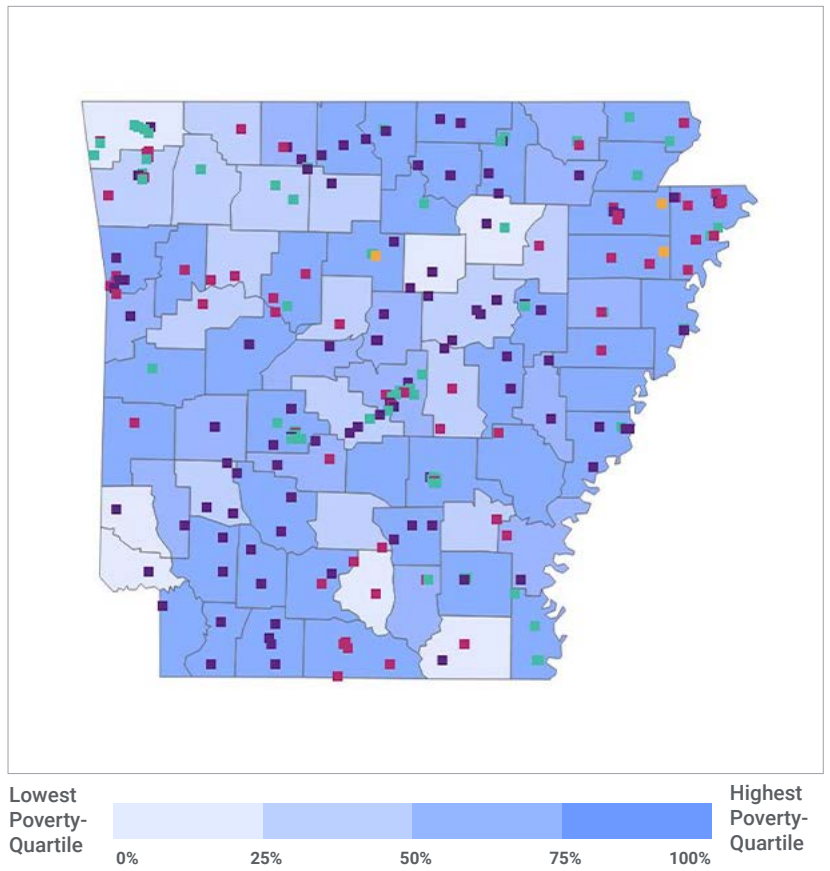 Lowest
Poverty-
Quartile
0%
25%
50%
75%
100%
Highest
Poverty-
Quartile